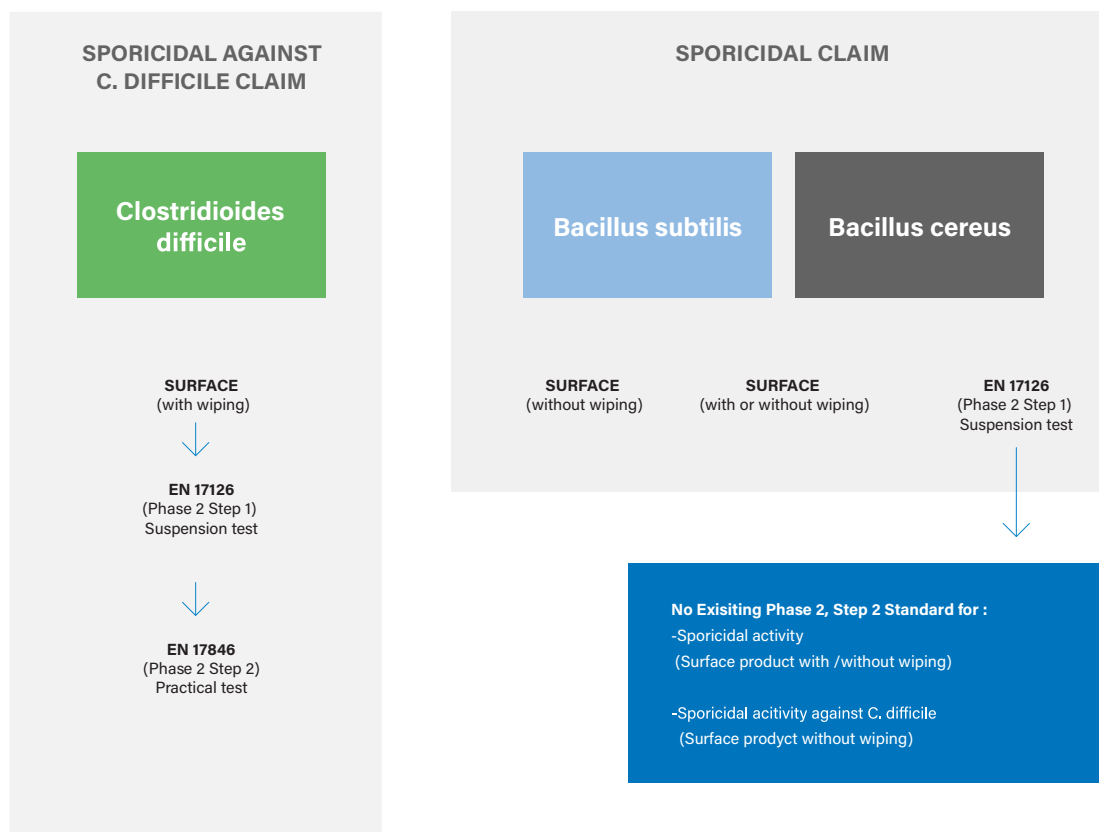 SPORICIDAL AGAINST
C. DIFFICILE CLAIM
Clostridioides
difficile
SURFACE
(with wiping)
EN 17126
(Phase 2 Step 1)
Suspension test
EN 17846
(Phase 2 Step 2)
Practical test
SPORICIDAL CLAIM
Bacillus subtilis
Bacillus cereus
SURFACE
(without wiping)
SURFACE
(with or without wiping)
EN 17126
(Phase 2 Step 1)
Suspension test
No Exisiting Phase 2, Step 2 Standard for :
-Sporicidal activity
(Surface product with /without wiping)
-Sporicidal acitivity against C. difficile
(Surface prodyct without wiping)